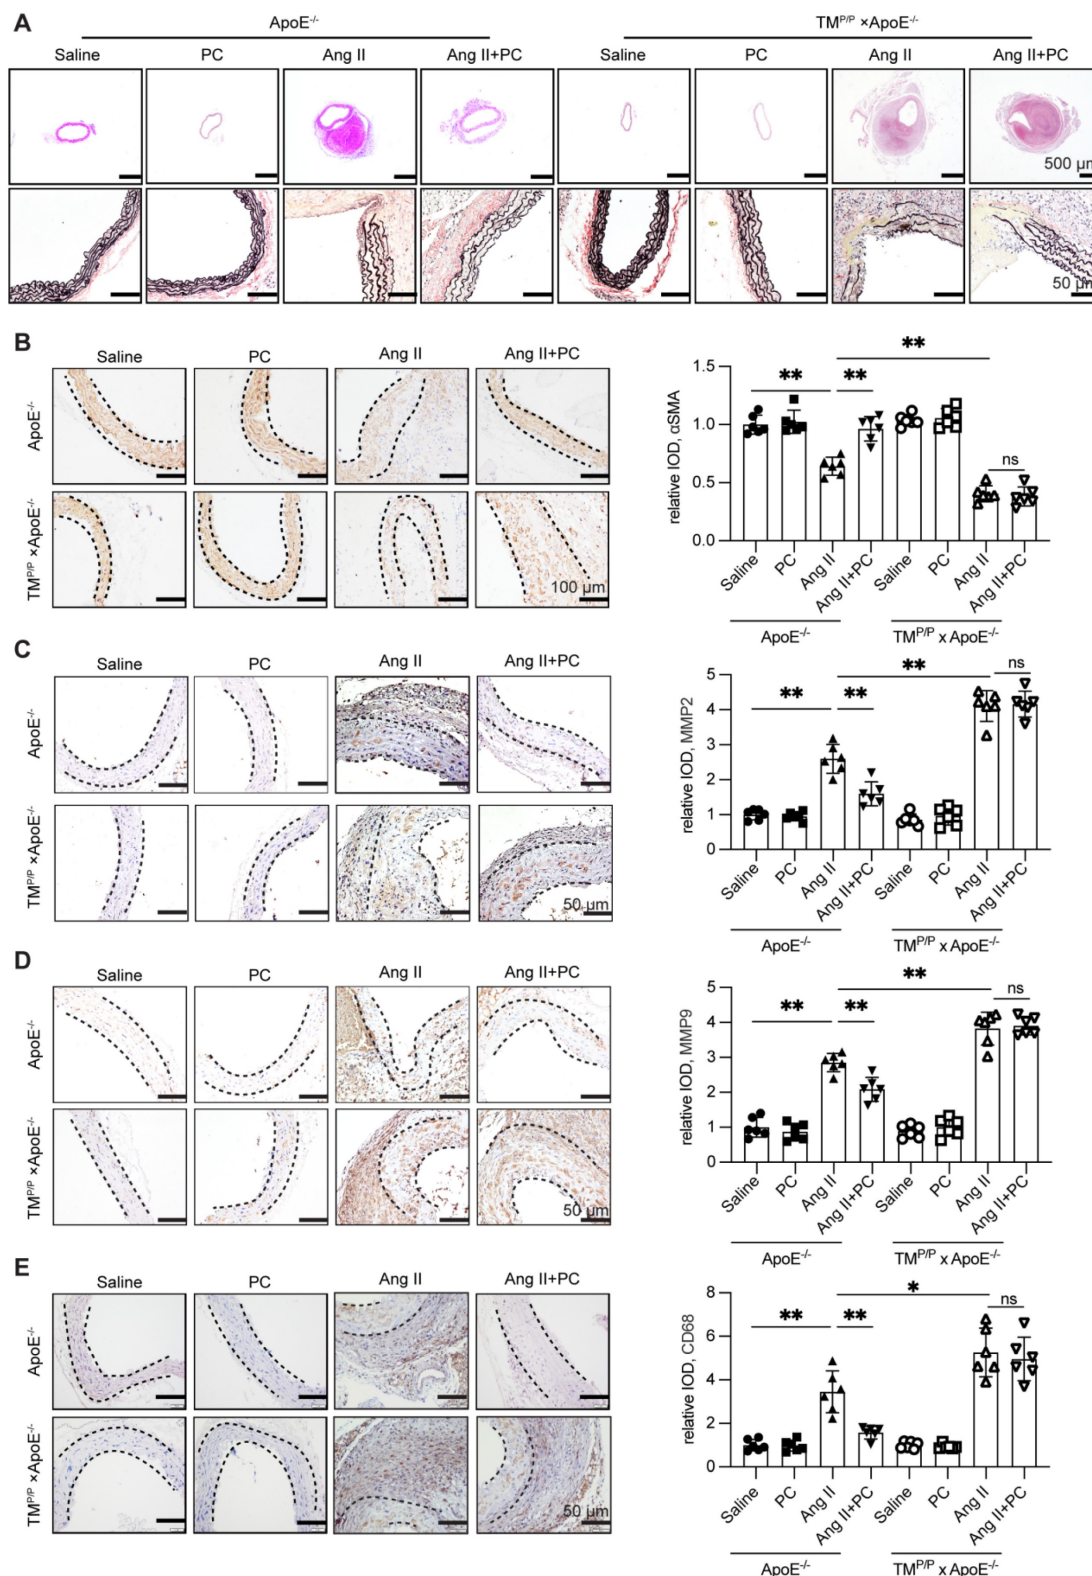 A
ApoE-/-
TMP/P ×ApoE-/-
Saline PC Ang II Ang II+PC Saline PC Ang II Ang II+PC
500 µm
50 µm
B
Saline PC Ang II Ang II+PC
ApoE-/-
TMP/P ×ApoE-/-
100 µm
relative IOD, αSMA
1.5
1.0
0.5
0.0
** ** ** ns
Saline PC Ang II Ang II+PC Saline PC Ang II Ang II+PC
ApoE-/- TMP/P x ApoE-/-
C
Saline PC Ang II Ang II+PC
ApoE-/-
TMP/P ×ApoE-/-
50 µm
relative IOD, MMP2
5
4
3
2
1
0
** ** ** ns
Saline PC Ang II Ang II+PC Saline PC Ang II Ang II+PC
ApoE-/- TMP/P x ApoE-/-
D
Saline PC Ang II Ang II+PC
ApoE-/-
TMP/P ×ApoE-/-
50 µm
relative IOD, MMP9
5
4
3
2
1
0
** ** ** ns
Saline PC Ang II Ang II+PC Saline PC Ang II Ang II+PC
ApoE-/- TMP/P x ApoE-/-
E
Saline PC Ang II Ang II+PC
ApoE-/-
TMP/P ×ApoE-/-
50 µm
relative IOD, CD68
8
6
4
2
0
** ** * ns
Saline PC Ang II Ang II+PC Saline PC Ang II Ang II+PC
ApoE-/- TMP/P x ApoE-/-